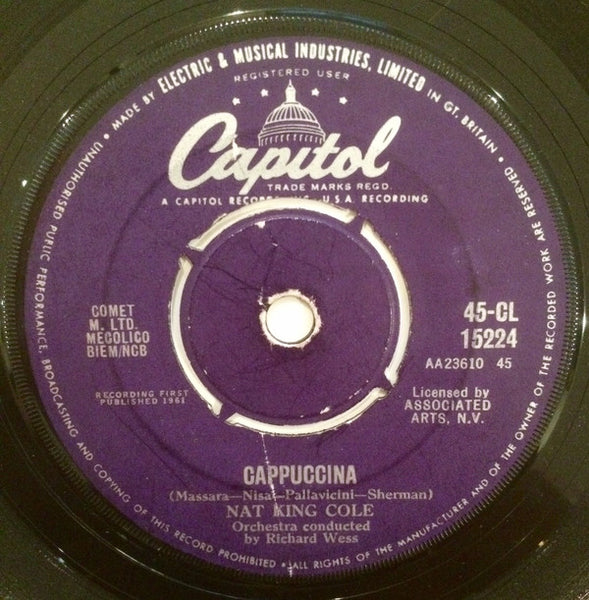 MADE BY ELECTRIC & MUSICAL INDUSTRIES, LIMITED IN GT. BRITAIN • ALL RIGHTS OF THE MANUFACTURER AND OF THE OWNER OF THE RECORDED WORK ARE RESERVED • UNAUTHORISED PUBLIC PERFORMANCE, BROADCASTING AND COPYING OF THIS RECORD PROHIBITED •
REGISTERED USER
Capitol
TRADE MARKS REGD.
A CAPITOL RECORDS INC. U.S.A. RECORDING
COMET
M. LTD.
MECOLICO
BIEM/NCB
45-CL
15224
AA23610 45
RECORDING FIRST
PUBLISHED 1961
Licensed by
ASSOCIATED
ARTS, N.V.
CAPPUCCINA
(Massara—Nisa—Pallavicini—Sherman)
NAT KING COLE
Orchestra conducted
by Richard Wess